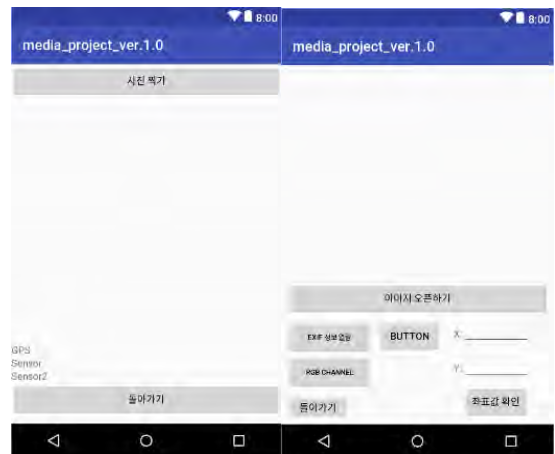 8:00
media_project_ver.1.0
사진 찍기
GPS
Sensor
Sensor2
돌아가기
8:00
media_project_ver.1.0
이미지 오픈하기
EXIF 정보
BUTTON
X:
RGB CHANNEL
Y:
돌아가기
좌표값 확인